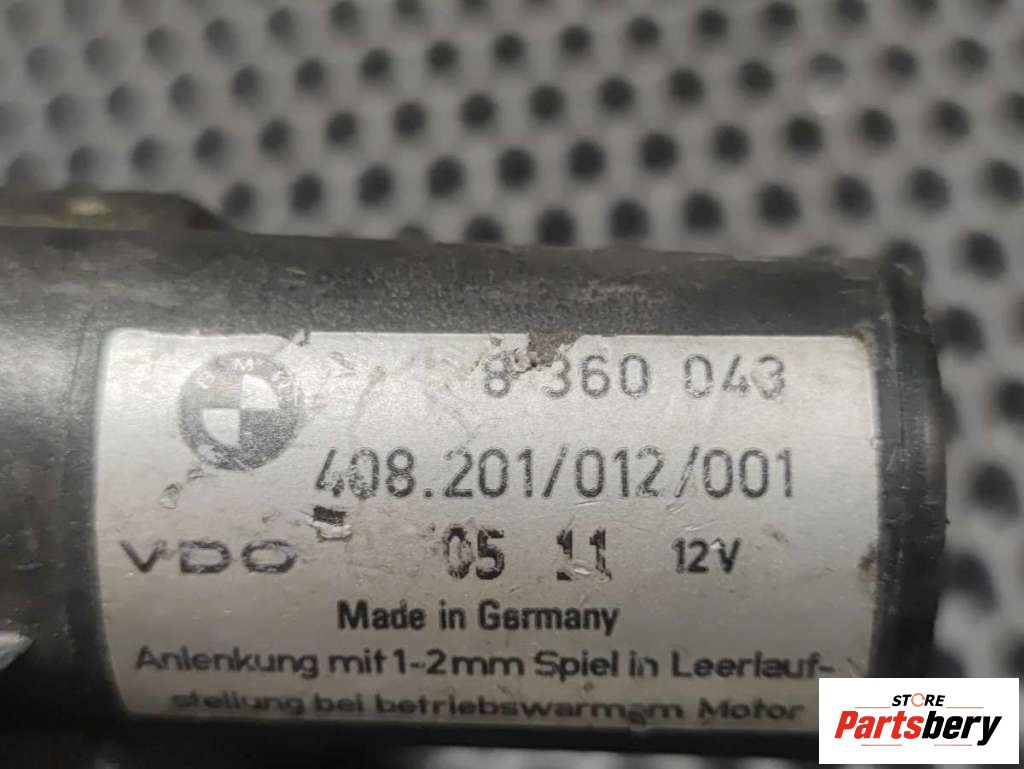 BMW
8 360 043
408.201/012/001
VDO 05 11 12V
Made in Germany
Anlenkung mit 1-2mm Spiel in Leerlauf-
stellung bei betriebswarmem Motor
STORE
Partsbery